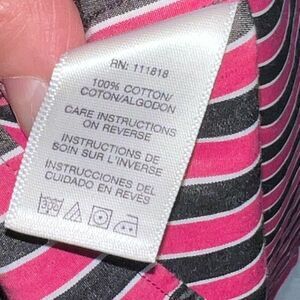 RN: 111818
100% COTTON/
COTON/ALGODON
CARE INSTRUCTIONS
ON REVERSE
INSTRUCTIONS DE
SOIN SUR L'INVERSE
INSTRUCCIONES DEL
CUIDADO EN REVÉS